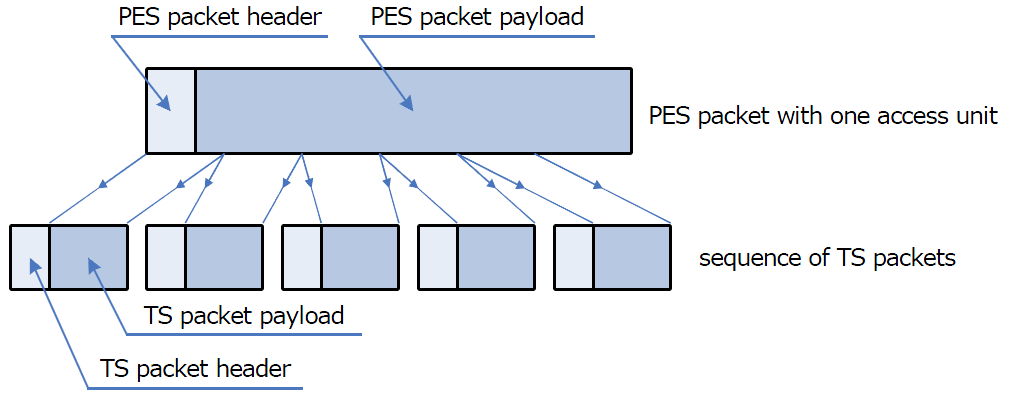 PES packet header
PES packet payload
PES packet with one access unit
sequence of TS packets
TS packet payload
TS packet header